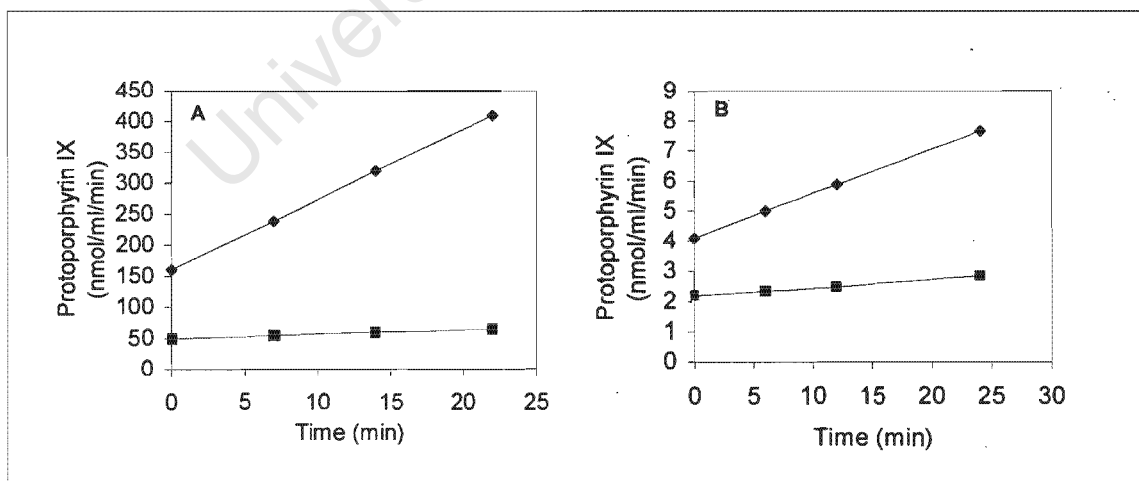 Univer
A
450
400
350
300
250
200
150
100
50
0
Protoporphyrin IX
(nmol/ml/min)
0 5 10 15 20 25
Time (min)
B
9
8
7
6
5
4
3
2
1
0
Protoporphyrin IX
(nmol/ml/min)
0 5 10 15 20 25 30
Time (min)